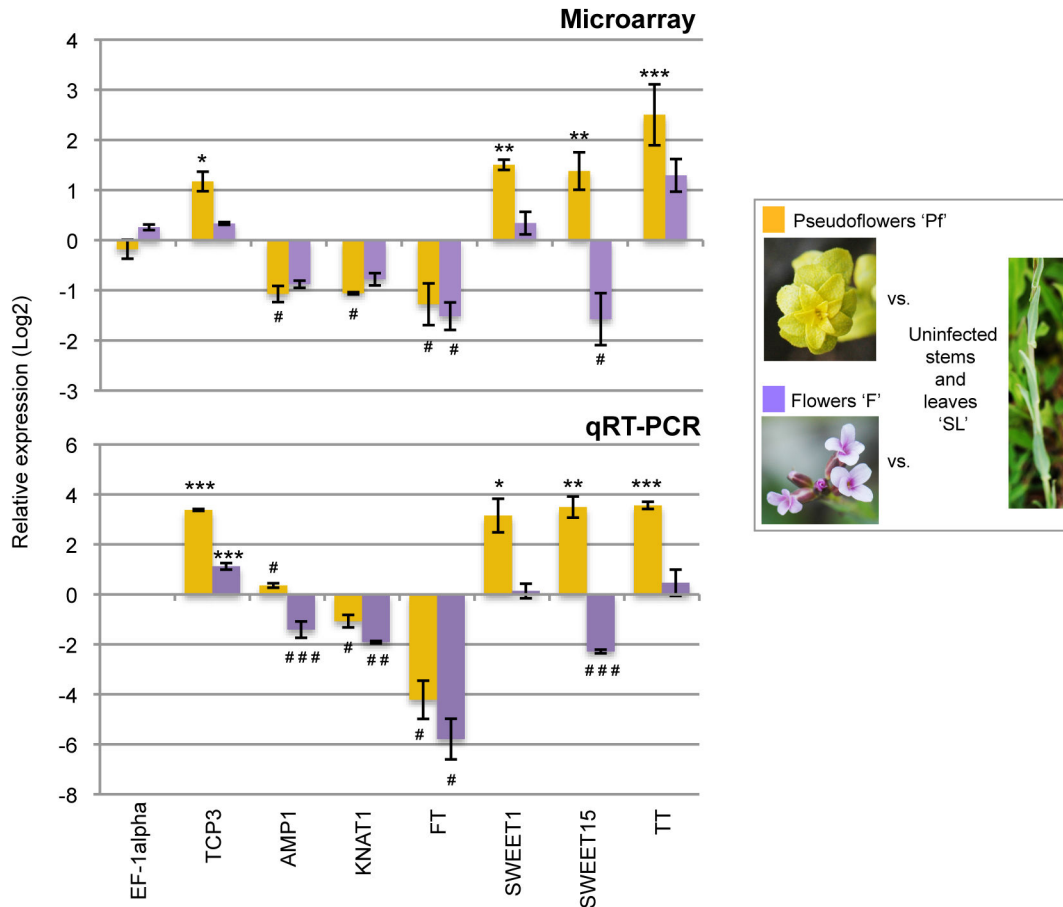 Microarray
4
3
2
1
0
-1
-2
-3
*
**
**
***
#
#
#
#
#
Relative expression (Log2)
qRT-PCR
6
4
2
0
-2
-4
-6
-8
***
***
#
###
#
##
#
#
*
**
###
***
EF-1alpha
TCP3
AMP1
KNAT1
FT
SWEET1
SWEET15
TT
Pseudoflowers ‘Pf’
vs.
Uninfected
stems
and
leaves
‘SL’
Flowers ‘F’
vs.